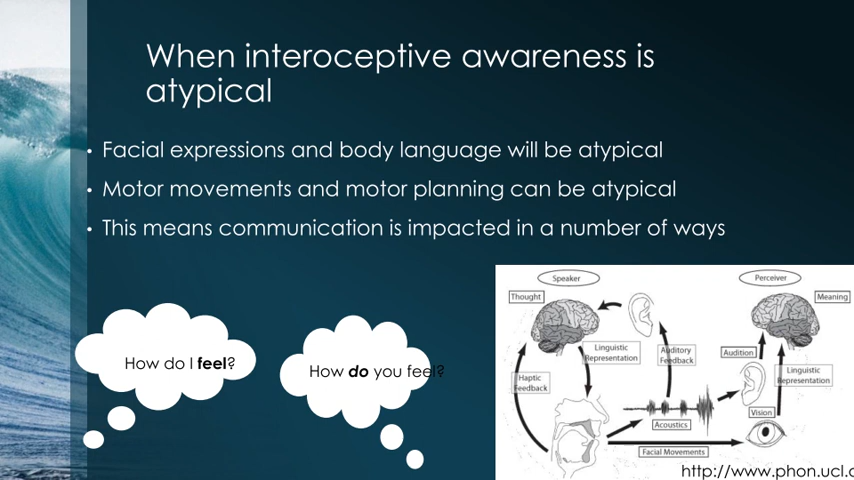 When interoceptive awareness is
atypical
• Facial expressions and body language will be atypical
• Motor movements and motor planning can be atypical
• This means communication is impacted in a number of ways
How do I feel?
How do you feel?
Speaker
Perceiver
Thought
Meaning
Linguistic
Representation
Auditory
Feedback
Audition
Linguistic
Representation
Haptic
Feedback
Vision
Acoustics
Facial Movements
http://www.phon.ucl.